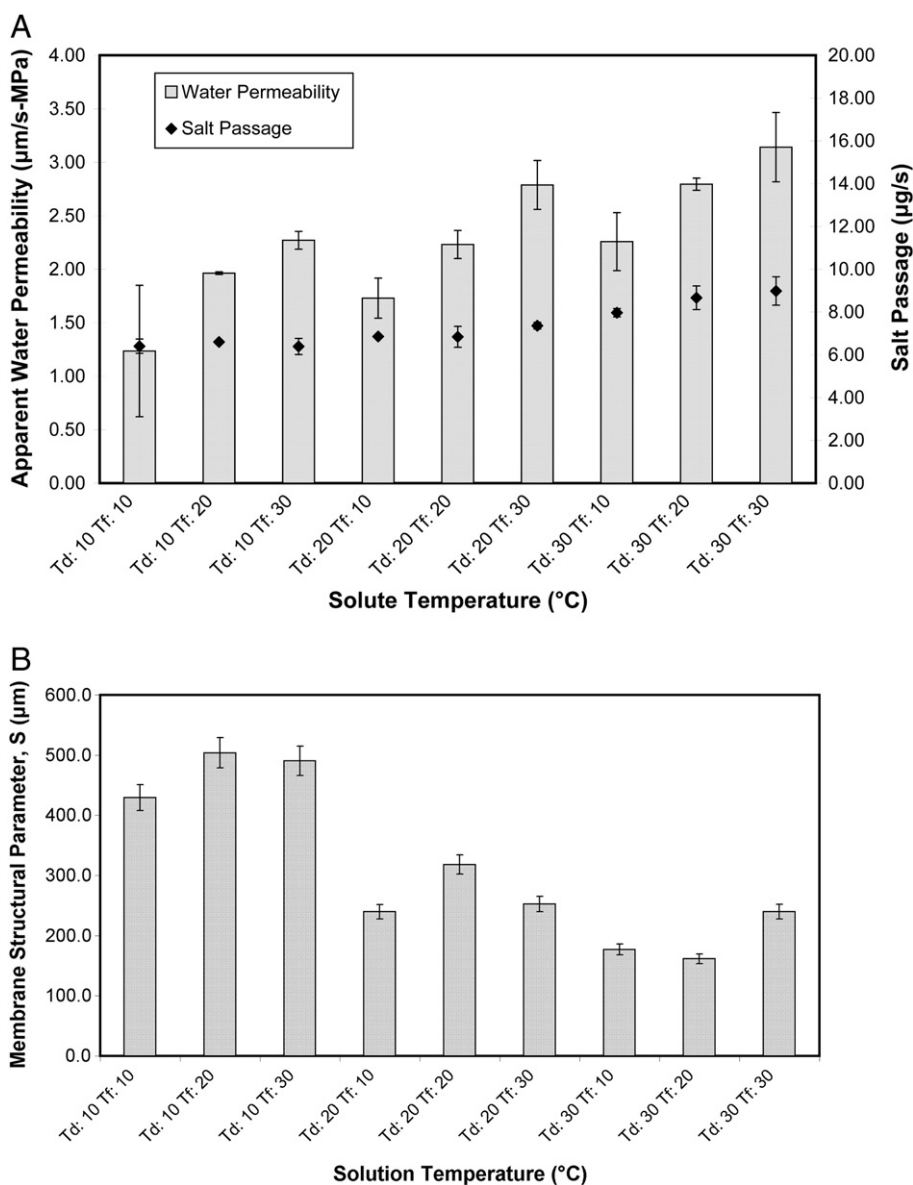 A
Apparent Water Permeability (µm/s-MPa)
4.00
3.50
3.00
2.50
2.00
1.50
1.00
0.50
0.00
Water Permeability
Salt Passage
20.00
18.00
16.00
14.00
12.00
10.00
8.00
6.00
4.00
2.00
0.00
Salt Passage (µg/s)
Td: 10 Tf: 10
Td: 10 Tf: 20
Td: 10 Tf: 30
Td: 20 Tf: 10
Td: 20 Tf: 20
Td: 20 Tf: 30
Td: 30 Tf: 10
Td: 30 Tf: 20
Td: 30 Tf: 30
Solute Temperature (°C)
B
Membrane Structural Parameter, S (µm)
600.0
500.0
400.0
300.0
200.0
100.0
0.0
Td: 10 Tf: 10
Td: 10 Tf: 20
Td: 10 Tf: 30
Td: 20 Tf: 10
Td: 20 Tf: 20
Td: 20 Tf: 30
Td: 30 Tf: 10
Td: 30 Tf: 20
Td: 30 Tf: 30
Solution Temperature (°C)